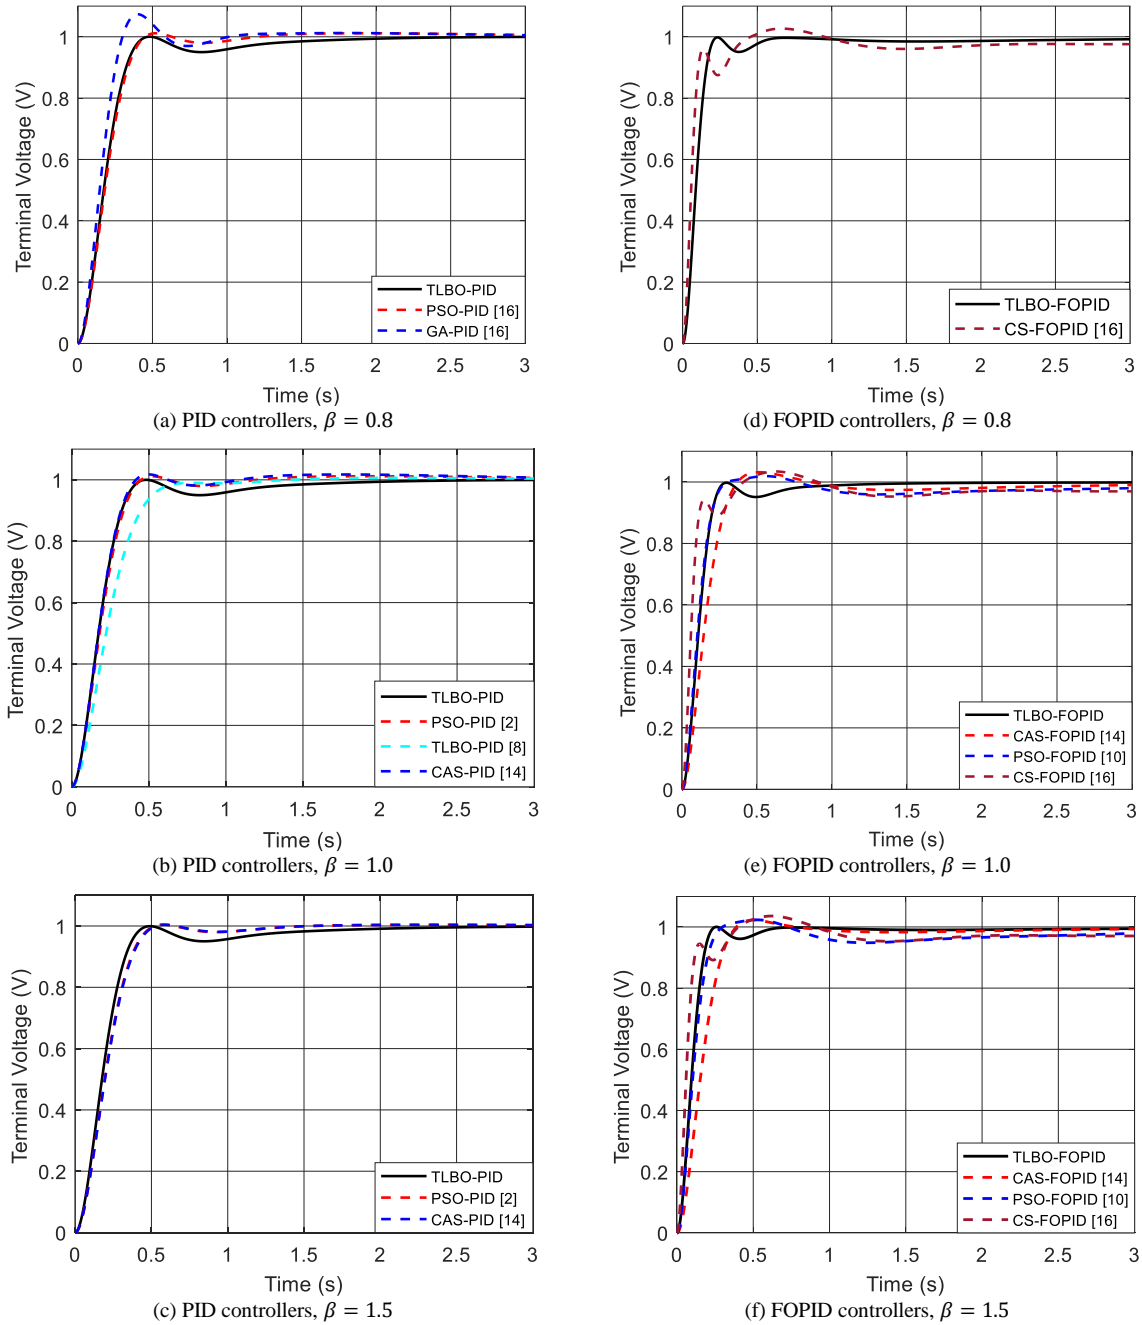 Terminal Voltage (V)
1
0.8
0.6
0.4
0.2
0
0 0.5 1 1.5 2 2.5 3
Time (s)
TLBO-PID
PSO-PID [16]
GA-PID [16]
(a) PID controllers, β = 0.8
Terminal Voltage (V)
1
0.8
0.6
0.4
0.2
0
0 0.5 1 1.5 2 2.5 3
Time (s)
TLBO-FOPID
CS-FOPID [16]
(d) FOPID controllers, β = 0.8
Terminal Voltage (V)
1
0.8
0.6
0.4
0.2
0
0 0.5 1 1.5 2 2.5 3
Time (s)
TLBO-PID
PSO-PID [2]
TLBO-PID [8]
CAS-PID [14]
(b) PID controllers, β = 1.0
Terminal Voltage (V)
1
0.8
0.6
0.4
0.2
0
0 0.5 1 1.5 2 2.5 3
Time (s)
TLBO-FOPID
CAS-FOPID [14]
PSO-FOPID [10]
CS-FOPID [16]
(e) FOPID controllers, β = 1.0
Terminal Voltage (V)
1
0.8
0.6
0.4
0.2
0
0 0.5 1 1.5 2 2.5 3
Time (s)
TLBO-PID
PSO-PID [2]
CAS-PID [14]
(c) PID controllers, β = 1.5
Terminal Voltage (V)
1
0.8
0.6
0.4
0.2
0
0 0.5 1 1.5 2 2.5 3
Time (s)
TLBO-FOPID
CAS-FOPID [14]
PSO-FOPID [10]
CS-FOPID [16]
(f) FOPID controllers, β = 1.5